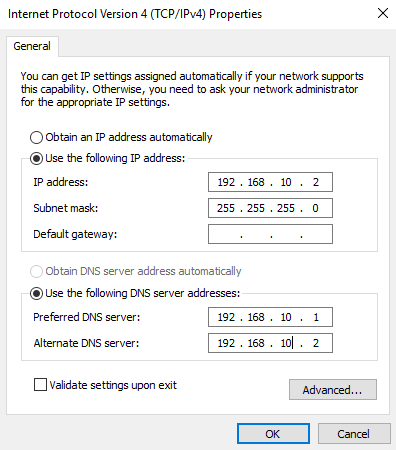 Internet Protocol Version 4 (TCP/IPv4) Properties
General
You can get IP settings assigned automatically if your network supports
this capability. Otherwise, you need to ask your network administrator
for the appropriate IP settings.
Obtain an IP address automatically
Use the following IP address:
IP address: 192 . 168 . 10 . 2
Subnet mask: 255 . 255 . 255 . 0
Default gateway: . . .
Obtain DNS server address automatically
Use the following DNS server addresses:
Preferred DNS server: 192 . 168 . 10 . 1
Alternate DNS server: 192 . 168 . 10 . 2
Validate settings upon exit
Advanced...
OK Cancel